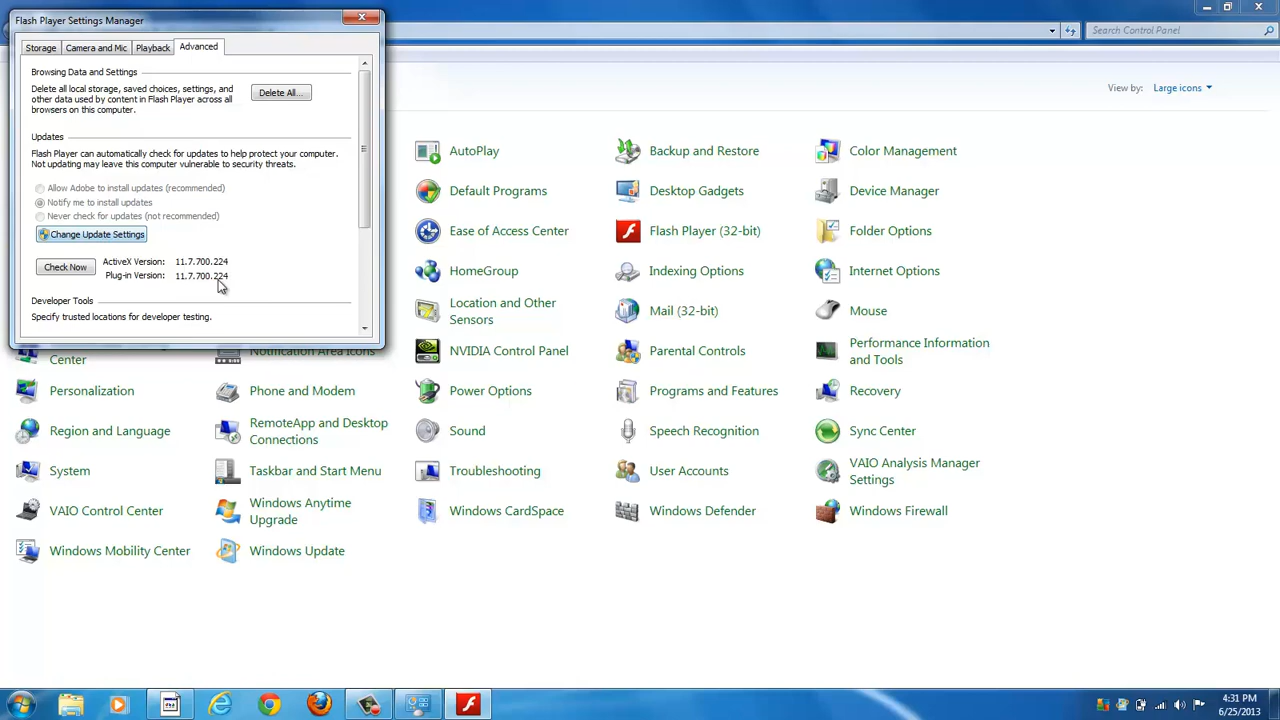 Flash Player Settings Manager
Search Control Panel
Storage Camera and Mic Playback Advanced
Browsing Data and Settings
Delete all local storage, saved choices, settings, and
other data used by content in Flash Player across all
browsers on this computer.
Delete All...
Updates
Flash Player can automatically check for updates to help protect your computer.
Not updating may leave this computer vulnerable to security threats.
Allow Adobe to install updates (recommended)
Notify me to install updates
Never check for updates (not recommended)
Change Update Settings
Check Now
ActiveX Version: 11.7.700.224
Plug-in Version: 11.7.700.224
Developer Tools
Specify trusted locations for developer testing.
View by: Large icons
AutoPlay
Backup and Restore
Color Management
Default Programs
Desktop Gadgets
Device Manager
Ease of Access Center
Flash Player (32-bit)
Folder Options
HomeGroup
Indexing Options
Internet Options
Location and Other
Sensors
Mail (32-bit)
Mouse
Center
Notification Area Icons
NVIDIA Control Panel
Parental Controls
Performance Information
and Tools
Personalization
Phone and Modem
Power Options
Programs and Features
Recovery
Region and Language
RemoteApp and Desktop
Connections
Sound
Speech Recognition
Sync Center
System
Taskbar and Start Menu
Troubleshooting
User Accounts
VAIO Analysis Manager
Settings
VAIO Control Center
Windows Anytime
Upgrade
Windows CardSpace
Windows Defender
Windows Firewall
Windows Mobility Center
Windows Update
4:31 PM
6/25/2013